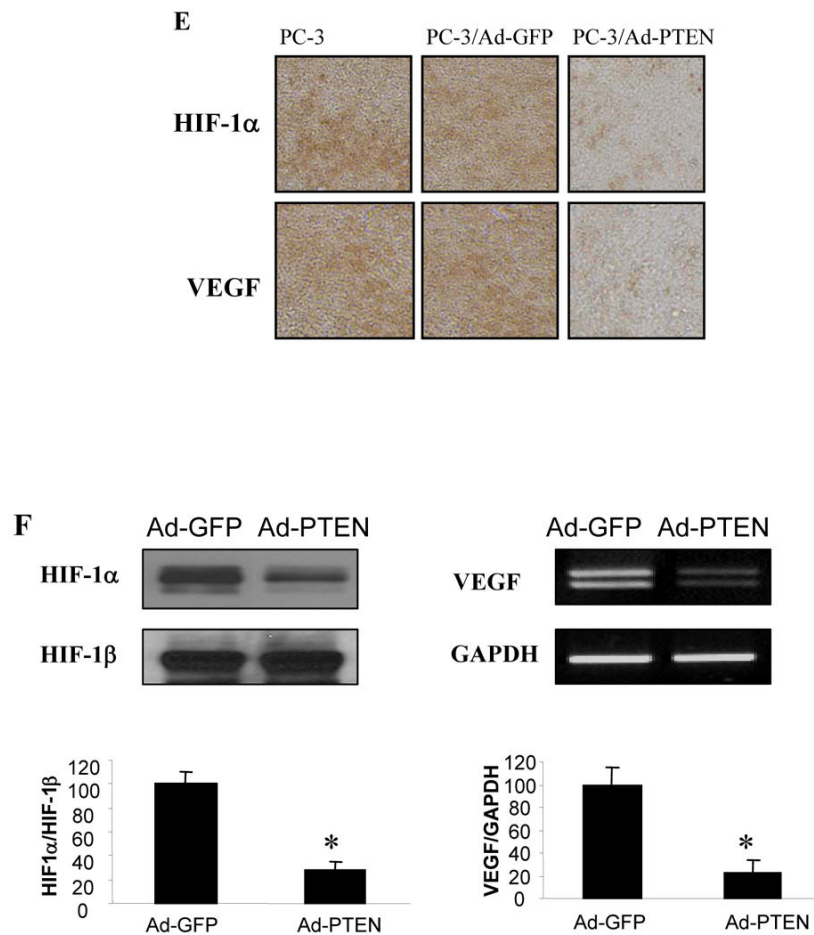 E
PC-3 PC-3/Ad-GFP PC-3/Ad-PTEN
HIF-1α
VEGF
F
Ad-GFP Ad-PTEN
HIF-1α
HIF-1β
Ad-GFP Ad-PTEN
VEGF
GAPDH
HIF1α/HIF-1β
120
100
80
60
40
20
0
*
Ad-GFP Ad-PTEN
VEGF/GAPDH
120
100
80
60
40
20
0
*
Ad-GFP Ad-PTEN